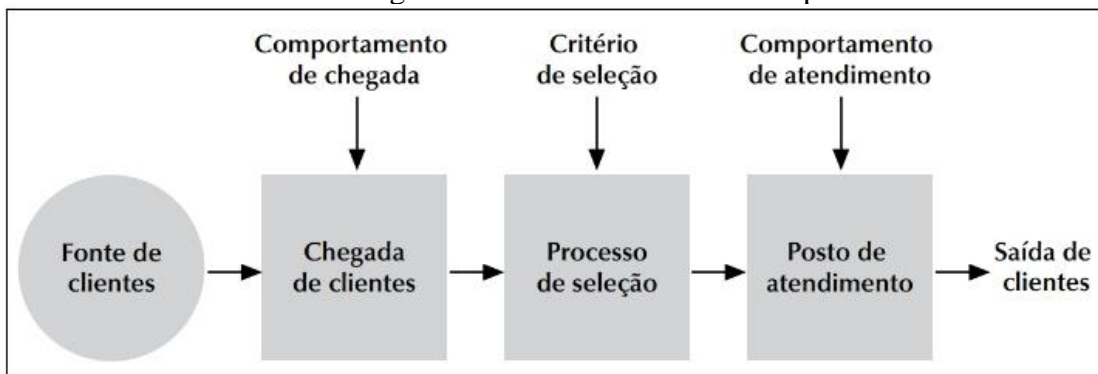 Comportamento
de chegada
Critério
de seleção
Comportamento
de atendimento
Fonte de
clientes
Chegada
de clientes
Processo
de seleção
Posto de
atendimento
Saída de
clientes